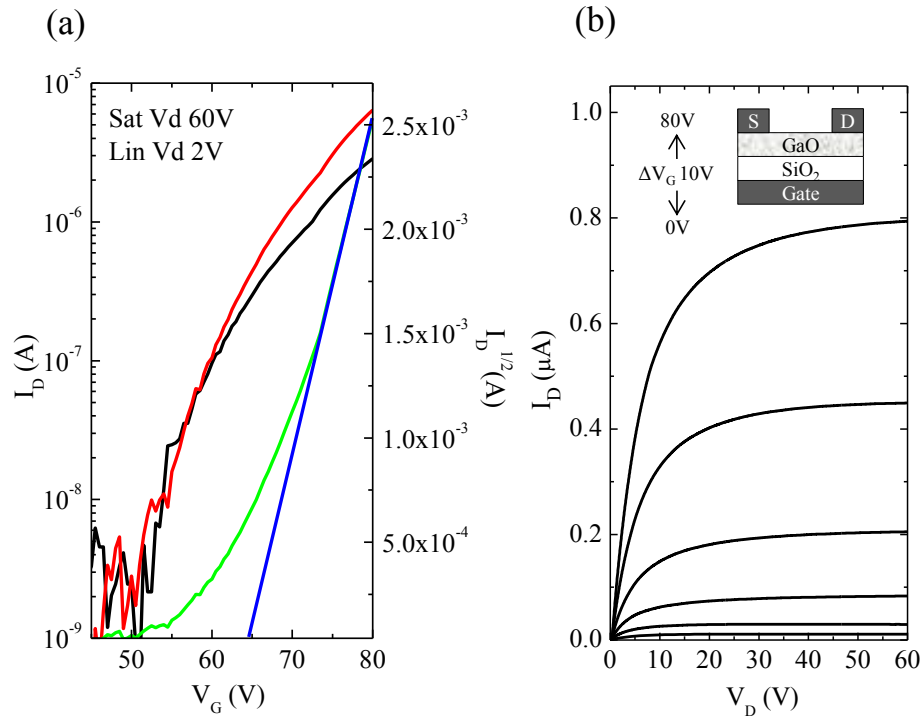 (a)
10⁻⁵
10⁻⁶
10⁻⁷
10⁻⁸
10⁻⁹
I_D (A)
Sat Vd 60V
Lin Vd 2V
2.5x10⁻³
2.0x10⁻³
1.5x10⁻³
1.0x10⁻³
5.0x10⁻⁴
I_D^1/2 (A)
50 60 70 80
V_G (V)
(b)
1.0
0.8
0.6
0.4
0.2
0.0
I_D (μA)
80V
ΔV_G 10V
0V
S D
GaO
SiO₂
Gate
0 10 20 30 40 50 60
V_D (V)